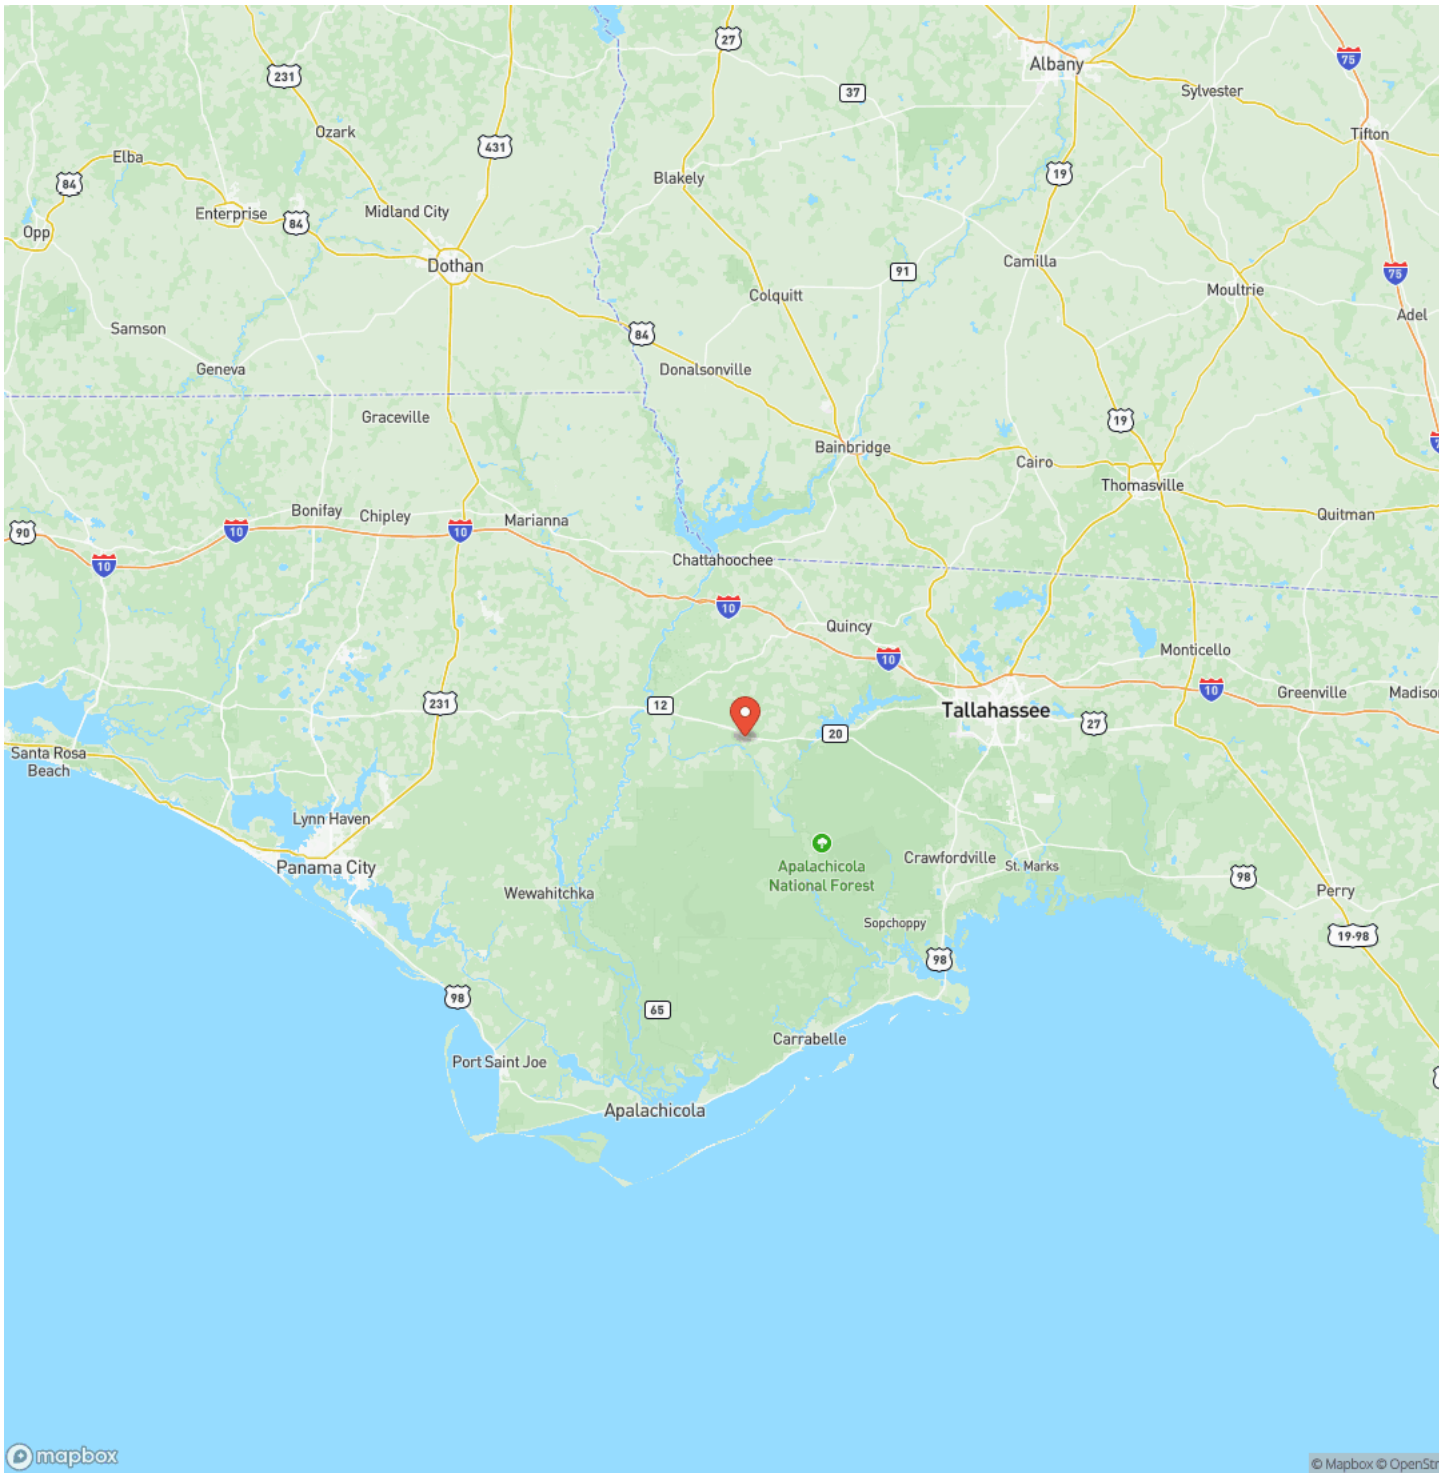 27
Albany
75
231
Sylvester
37
Ozark
Tifton
431
Elba
19
84
Blakely
Enterprise
Midland City
84
Opp
Camilla
Dothan
91
75
Moultrie
Colquitt
Adel
Samson
84
Geneva
Donalsonville
Graceville
19
Bainbridge
Cairo
Thomasville
Bonifay
Chipley
Marianna
Quitman
90
10
10
10
Chattahoochee
10
Quincy
Monticello
10
10
Greenville
Madiso
231
12
Tallahassee
27
20
Santa Rosa
Beach
Lynn Haven
Panama City
Apalachicola
National Forest
Crawfordville
St. Marks
98
Wewahitchka
Perry
Sopchoppy
19-98
98
98
65
Carrabelle
Port Saint Joe
Apalachicola
mapbox
© Mapbox © OpenStr